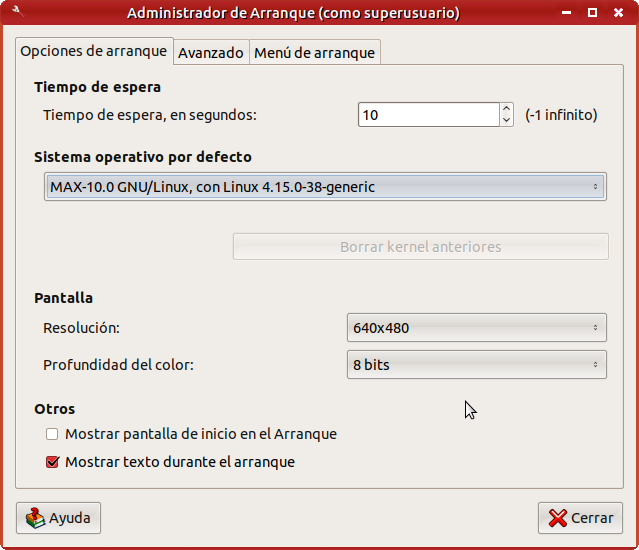 Administrador de Arranque (como superusuario)
Opciones de arranque Avanzado Menú de arranque
Tiempo de espera
Tiempo de espera, en segundos: 10 (-1 infinito)
Sistema operativo por defecto
MAX-10.0 GNU/Linux, con Linux 4.15.0-38-generic
Borrar kernel anteriores
Pantalla
Resolución: 640x480
Profundidad del color: 8 bits
Otros
Mostrar pantalla de inicio en el Arranque
Mostrar texto durante el arranque
Ayuda Cerrar